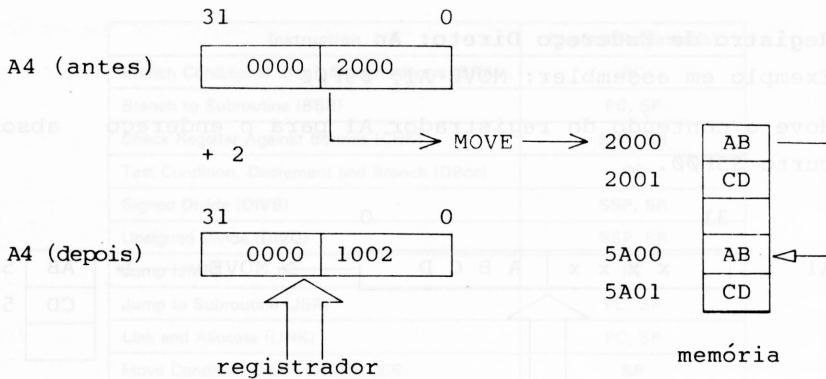 31 0
A4 (antes) 0000 2000
MOVE 2000 AB
+ 2 2001 CD
31 0
A4 (depois) 0000 1002 5A00 AB
5A01 CD
registrador
memória